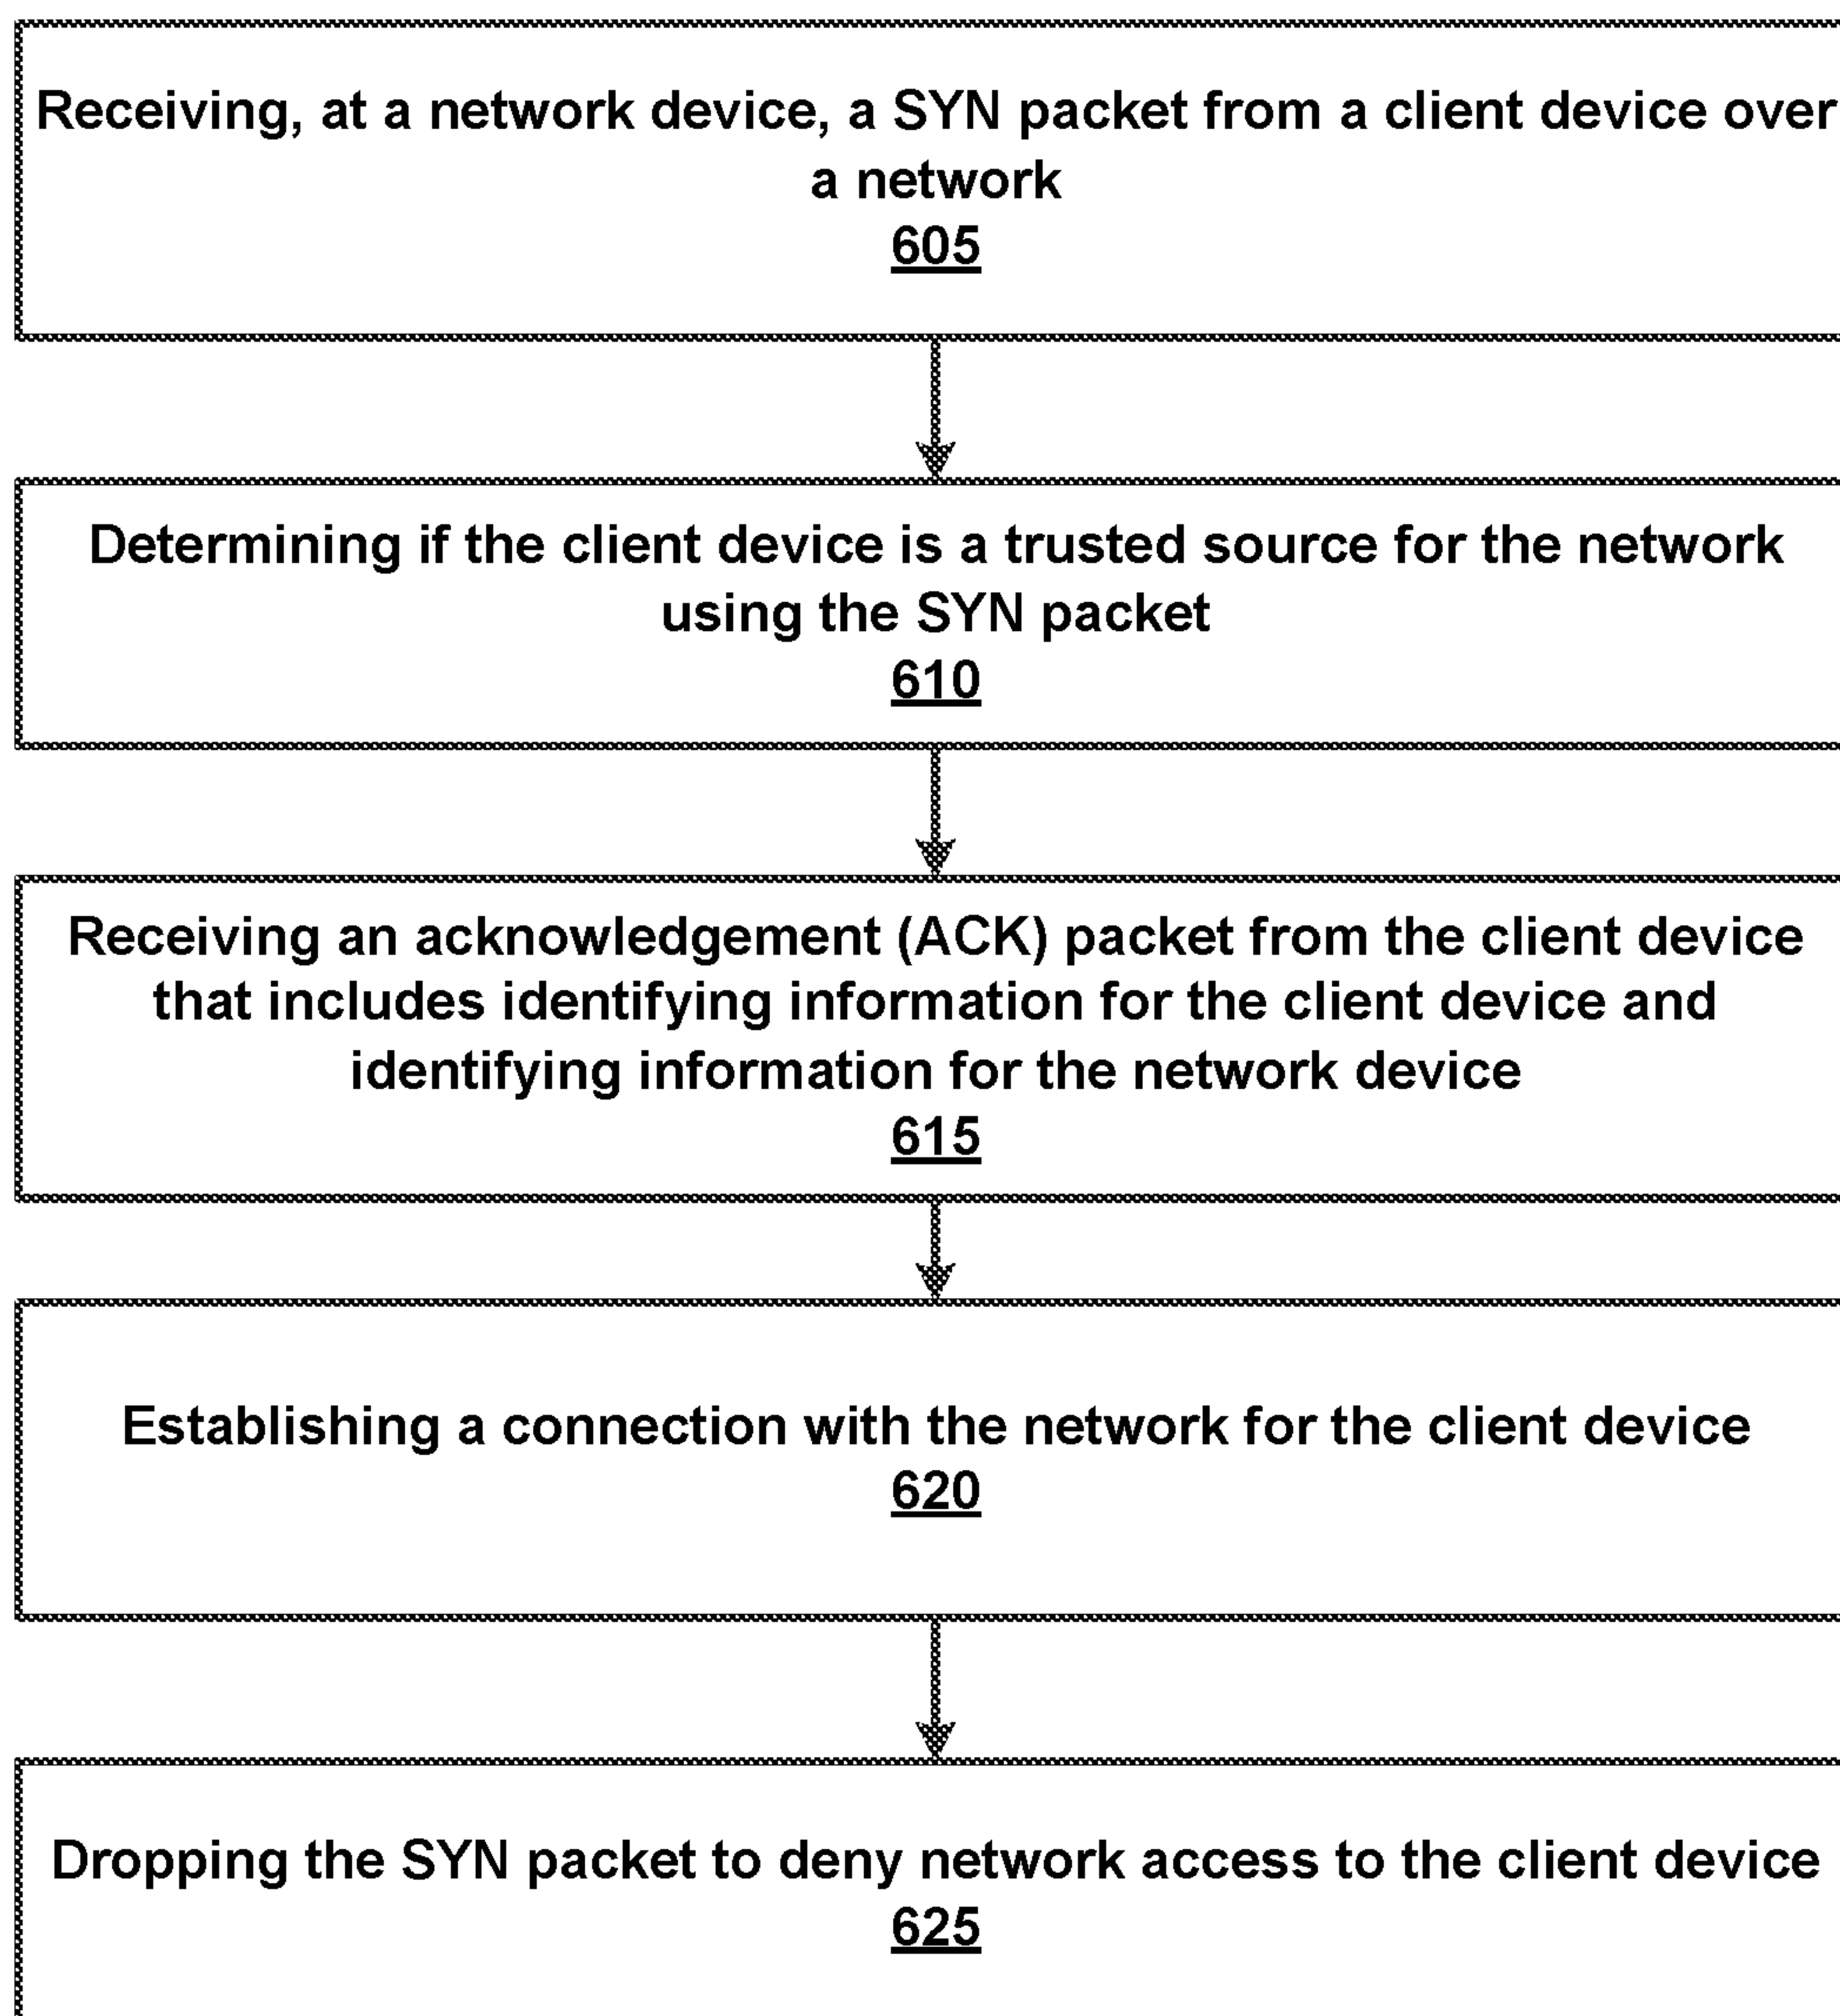 Receiving, at a network device, a SYN packet from a client device over
a network
605
Determining if the client device is a trusted source for the network
using the SYN packet
610
Receiving an acknowledgement (ACK) packet from the client device
that includes identifying information for the client device and
identifying information for the network device
615
Establishing a connection with the network for the client device
620
Dropping the SYN packet to deny network access to the client device
625